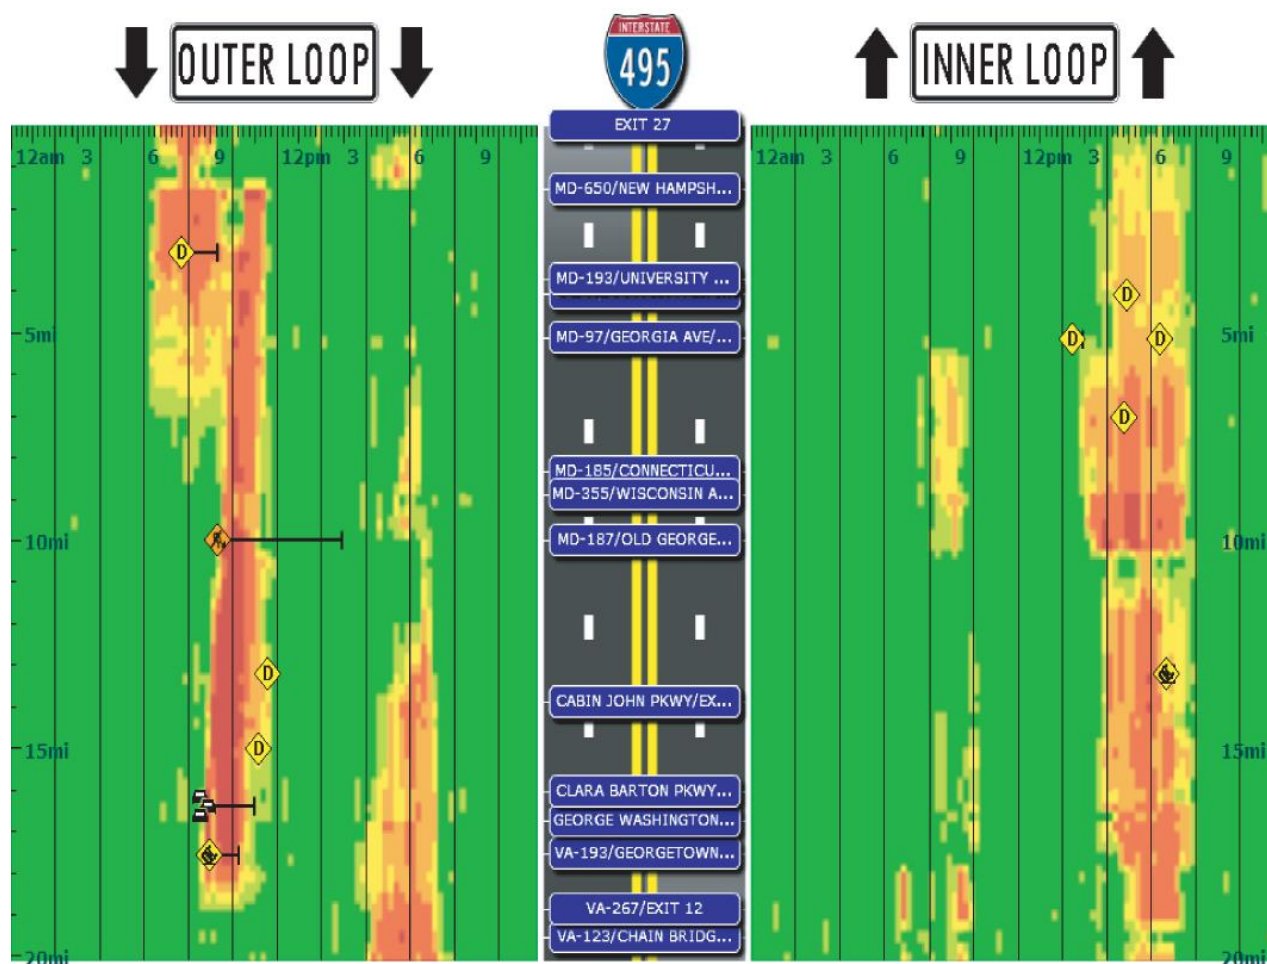 OUTER LOOP
INTERSTATE
495
INNER LOOP
EXIT 27
12am 3 6 9 12pm 3 6 9
12am 3 6 9 12pm 3 6 9
MD-650/NEW HAMPSH...
D
MD-193/UNIVERSITY ...
D
5mi
MD-97/GEORGIA AVE/...
D
D
5mi
D
MD-185/CONNECTICU...
MD-355/WISCONSIN A...
10mi
MD-187/OLD GEORGE...
10mi
D
CABIN JOHN PKWY/EX...
15mi
D
15mi
CLARA BARTON PKWY...
GEORGE WASHINGTON...
VA-193/GEORGETOWN...
VA-267/EXIT 12
VA-123/CHAIN BRIDG...
20mi
20mi